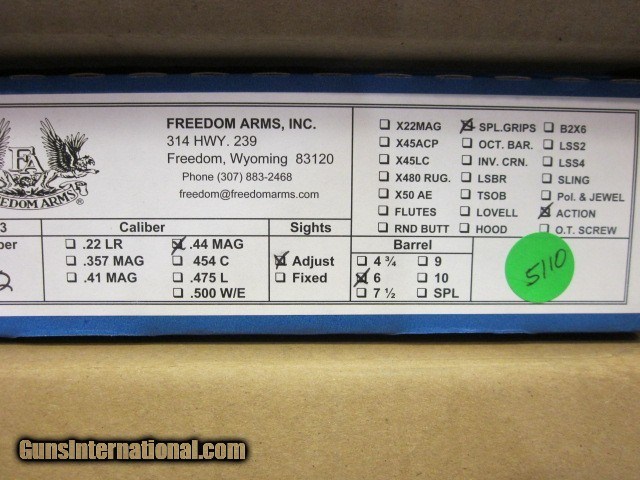 FREEDOM ARMS, INC.
314 HWY. 239
Freedom, Wyoming 83120
Phone (307) 883-2468
freedom@freedomarms.com
FA
FREEDOM ARMS®
X22MAG SPL.GRIPS B2X6
X45ACP OCT. BAR. LSS2
X45LC INV. CRN. LSS4
X480 RUG. LSBR SLING
X50 AE TSOB Pol. & JEWEL
FLUTES LOVELL ACTION
RND BUTT HOOD O.T. SCREW
3 Caliber Sights Barrel
.22 LR .44 MAG Adjust 4 ¾ 9
.357 MAG 454 C Fixed 6 10
.41 MAG .475 L 7 ½ SPL
.500 W/E
2
5110
GunsInternational.com